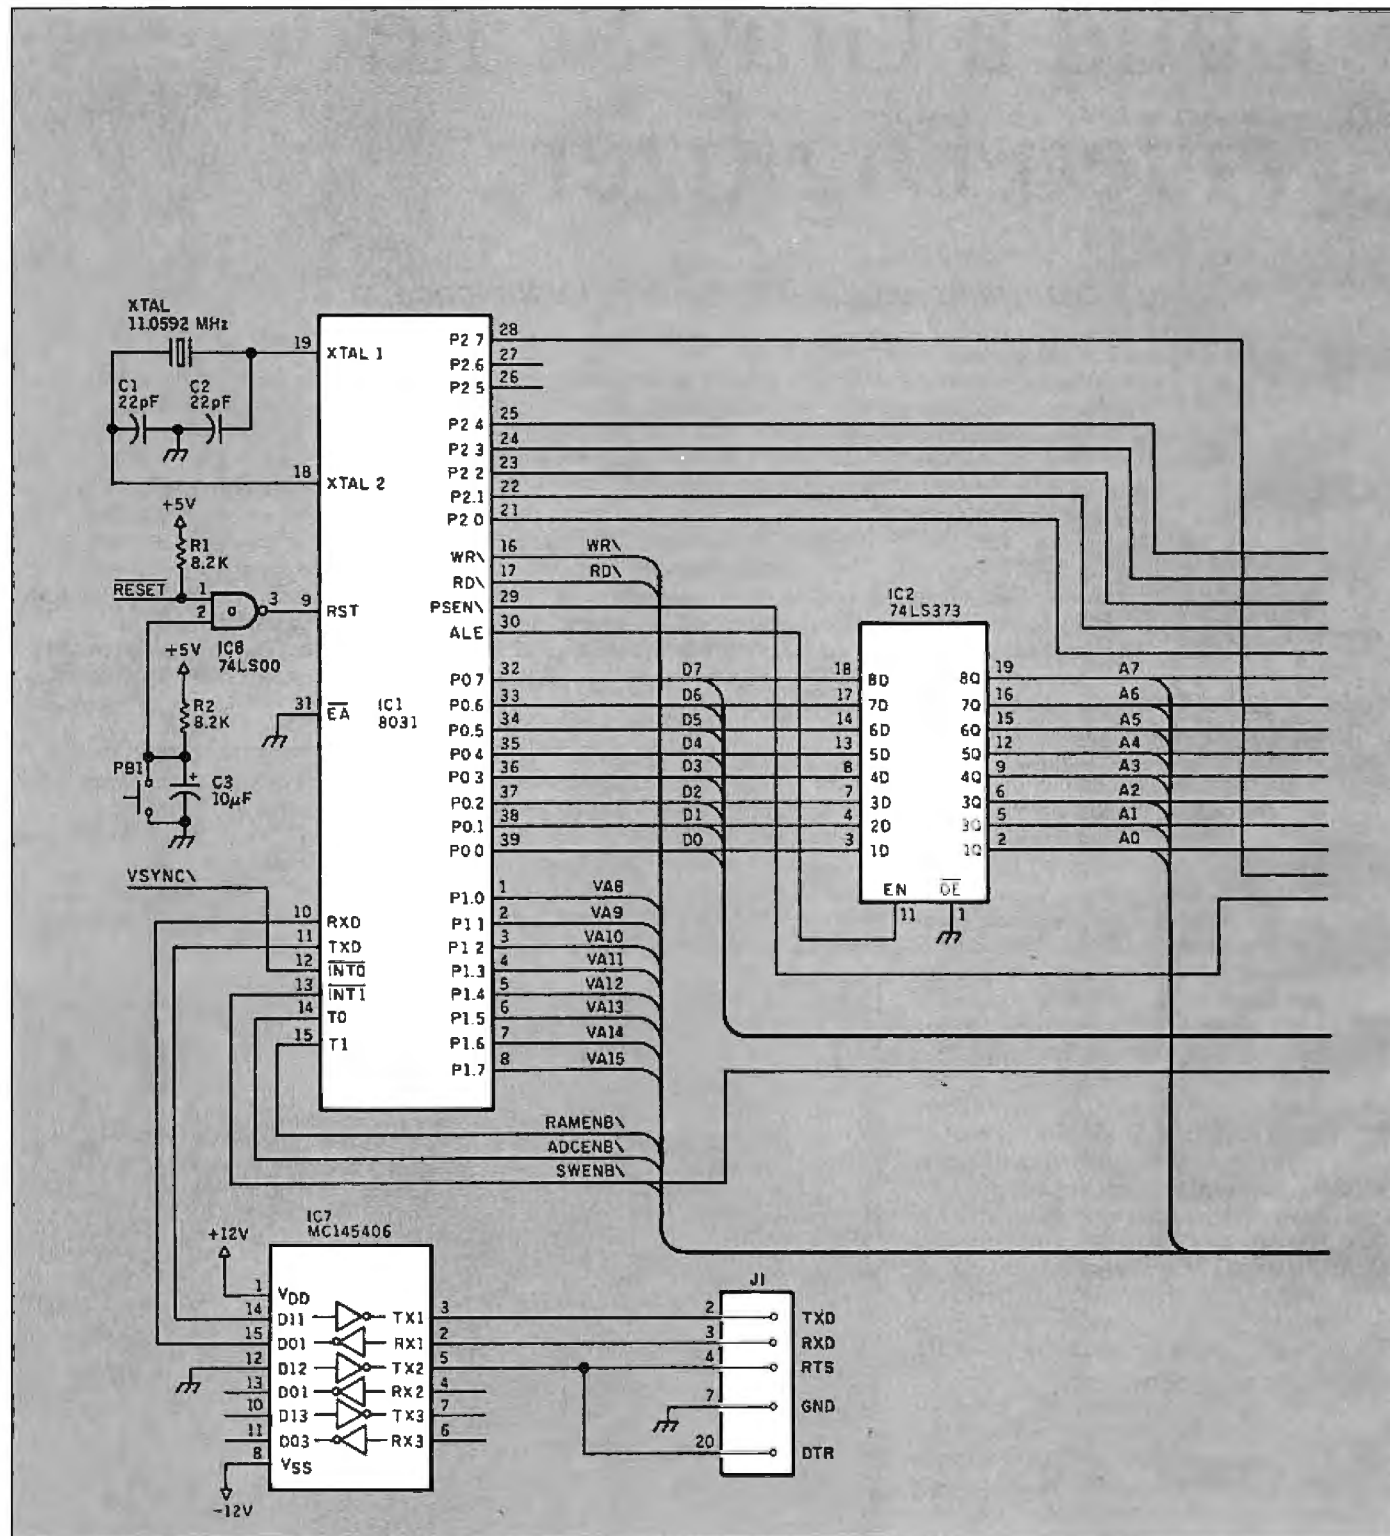 XTAL
11.0592 MHz
C1
22pF
C2
22pF
19
XTAL 1
18
XTAL 2
+5V
R1
8.2K
RESET
1
2
3
9
RST
IC6
74LS00
+5V
R2
8.2K
31
EA
IC1
8031
PB1
+
C3
10µF
VSYNC\
10
RXD
11
TXD
12
INT0
13
INT1
14
T0
15
T1
P2 7
28
P2.6
27
P2 5
26
P2 4
25
P2 3
24
P2 2
23
P2.1
22
P2 0
21
WR\
16
WR\
RD\
17
RD\
PSEN\
29
ALE
30
P0 7
32
D7
P0.6
33
D6
P0.5
34
D5
P0 4
35
D4
P0 3
36
D3
P0.2
37
D2
P0.1
38
D1
P0 0
39
D0
P1.0
1
VA8
P1 1
2
VA9
P1 2
3
VA10
P1.3
4
VA11
P1.4
5
VA12
P1.5
6
VA13
P1.6
7
VA14
P1.7
8
VA15
RAMENB\
ADCENB\
SWENB\
IC2
74LS373
18
8D
8Q
19
A7
17
7D
7Q
16
A6
14
6D
6Q
15
A5
13
5D
5Q
12
A4
8
4D
4Q
9
A3
7
3D
3Q
6
A2
4
2D
3Q
5
A1
3
1D
1Q
2
A0
EN
OE
11
1
IC7
MC145406
+12V
1
VDD
14
DI1
TX1
3
15
DO1
RX1
2
12
DI2
TX2
5
13
DO1
RX2
4
10
DI3
TX3
7
11
DO3
RX3
6
8
VSS
-12V
J1
2
TXD
3
RXD
4
RTS
7
GND
20
DTR